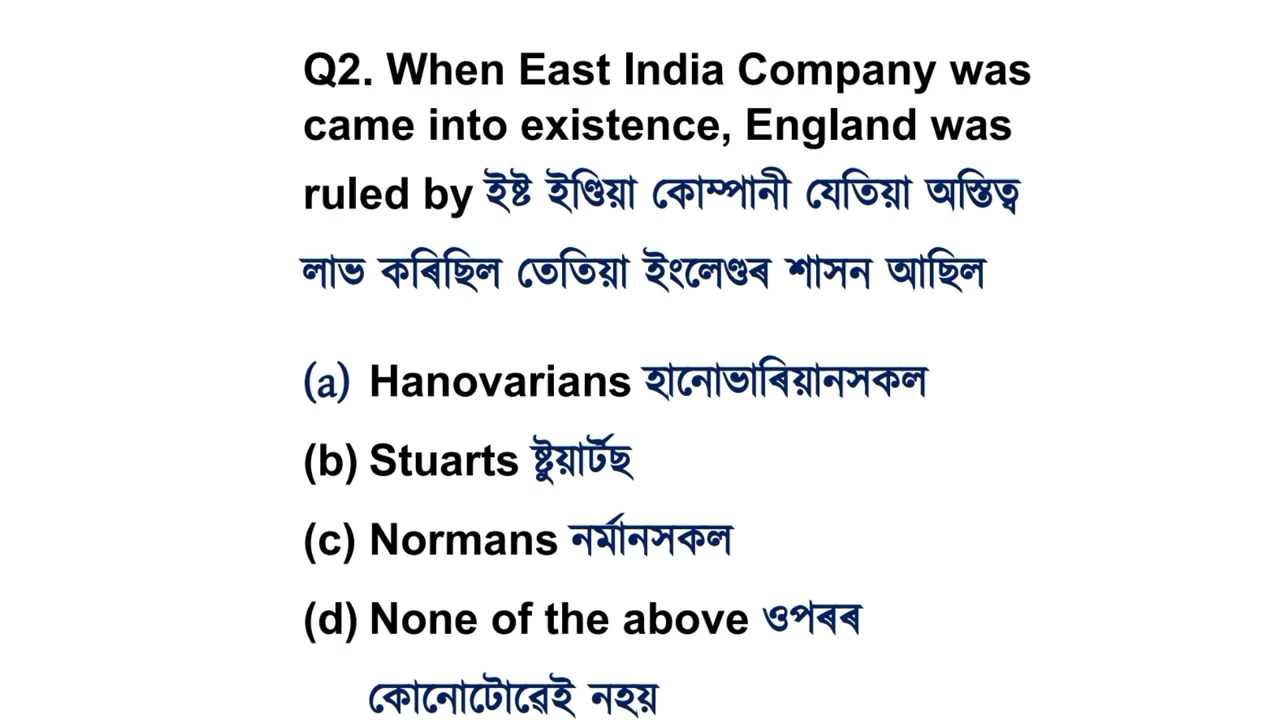 Q2. When East India Company was
came into existence, England was
ruled by ইষ্ট ইণ্ডিয়া কোম্পানী যেতিয়া অস্তিত্ব
লাভ কৰিছিল তেতিয়া ইংলেণ্ডৰ শাসন আছিল
(a) Hanovarians হানোভাৰিয়ানসকল
(b) Stuarts ষ্টুয়াৰ্টছ
(c) Normans নৰ্মানসকল
(d) None of the above ওপৰৰ
কোনোটোৱেই নহয়